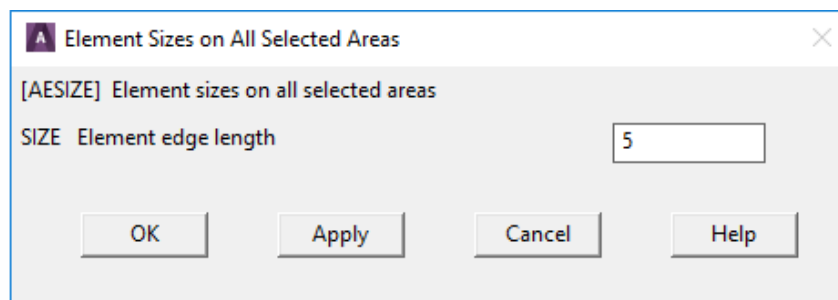 A Element Sizes on All Selected Areas
[AESIZE] Element sizes on all selected areas
SIZE Element edge length 5
OK Apply Cancel Help